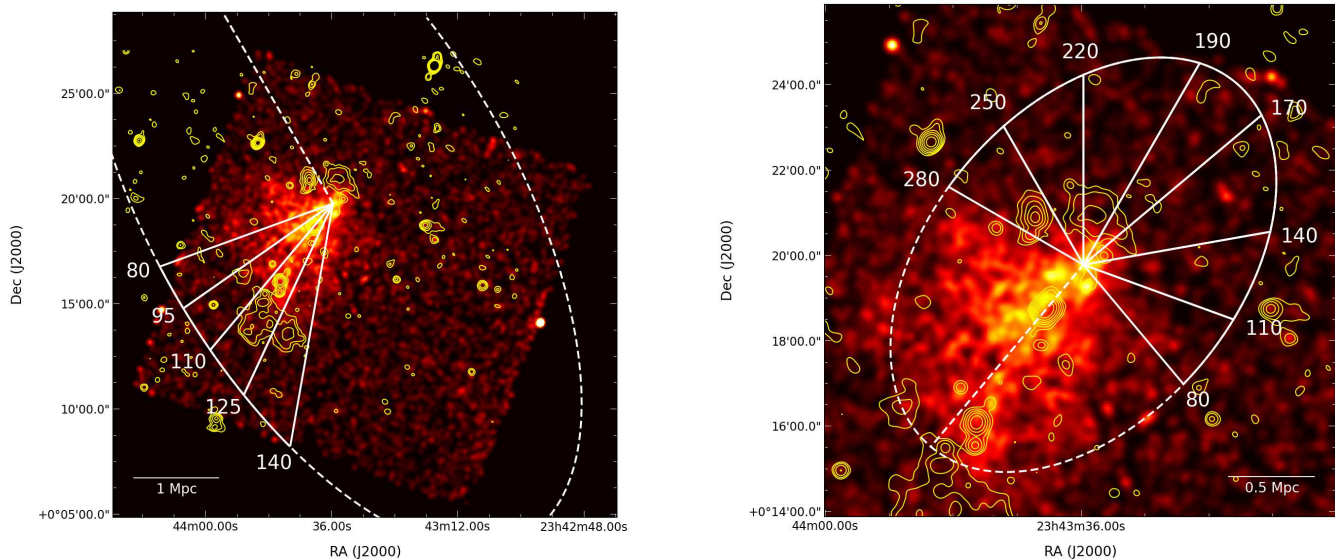 25'00.0"
20'00.0"
15'00.0"
10'00.0"
+0°05'00.0"
Dec (J2000)
80
95
110
125
140
1 Mpc
44m00.00s
36.00s
43m12.00s
23h42m48.00s
RA (J2000)
24'00.0"
22'00.0"
20'00.0"
18'00.0"
16'00.0"
+0°14'00.0"
Dec (J2000)
190
220
170
250
280
140
110
80
0.5 Mpc
44m00.00s
23h43m36.00s
RA (J2000)